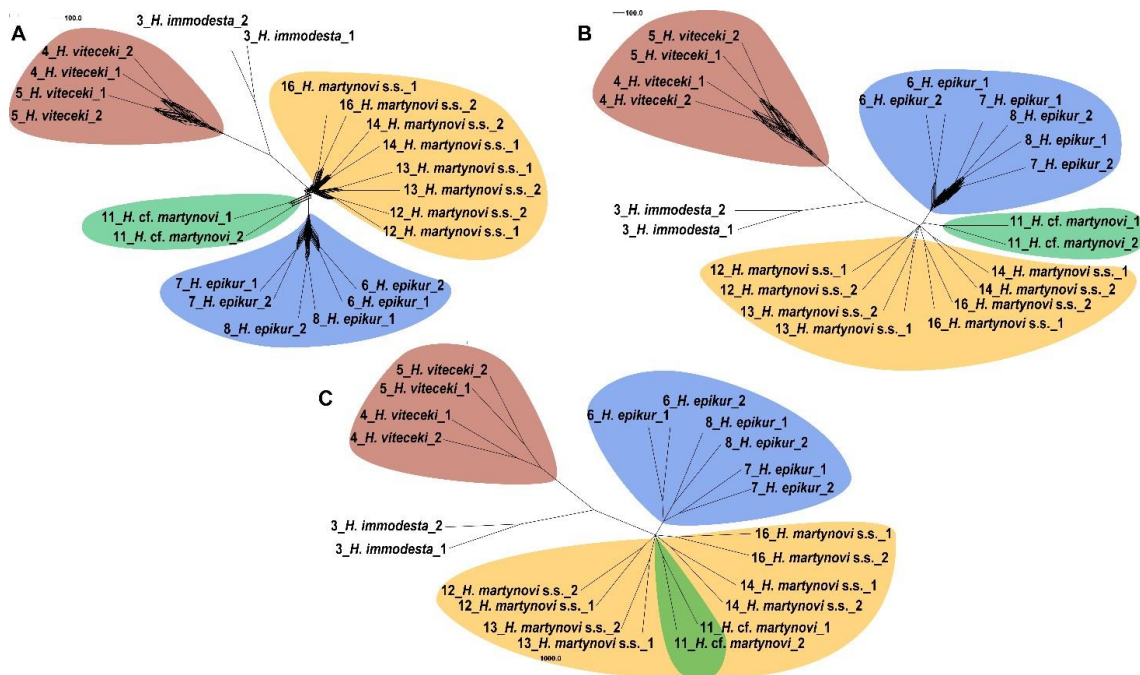 A
100.0
3_H. immodesta_2
3_H. immodesta_1
4_H. viteceki_2
4_H. viteceki_1
5_H. viteceki_1
5_H. viteceki_2
16_H. martynovi s.s._1
16_H. martynovi s.s._2
14_H. martynovi s.s._2
14_H. martynovi s.s._1
13_H. martynovi s.s._1
13_H. martynovi s.s._2
12_H. martynovi s.s._2
12_H. martynovi s.s._1
11_H. cf. martynovi_1
11_H. cf. martynovi_2
7_H. epikur_1
7_H. epikur_2
8_H. epikur_2
6_H. epikur_2
6_H. epikur_1
8_H. epikur_1
B
100.0
5_H. viteceki_2
5_H. viteceki_1
4_H. viteceki_1
4_H. viteceki_2
6_H. epikur_1
6_H. epikur_2
7_H. epikur_1
8_H. epikur_2
8_H. epikur_1
7_H. epikur_2
3_H. immodesta_2
3_H. immodesta_1
11_H. cf. martynovi_1
11_H. cf. martynovi_2
12_H. martynovi s.s._1
12_H. martynovi s.s._2
13_H. martynovi s.s._2
13_H. martynovi s.s._1
14_H. martynovi s.s._1
14_H. martynovi s.s._2
16_H. martynovi s.s._2
16_H. martynovi s.s._1
C
5_H. viteceki_2
5_H. viteceki_1
4_H. viteceki_1
4_H. viteceki_2
6_H. epikur_2
6_H. epikur_1
8_H. epikur_1
8_H. epikur_2
7_H. epikur_1
7_H. epikur_2
3_H. immodesta_2
3_H. immodesta_1
16_H. martynovi s.s._1
16_H. martynovi s.s._2
14_H. martynovi s.s._1
14_H. martynovi s.s._2
12_H. martynovi s.s._2
12_H. martynovi s.s._1
13_H. martynovi s.s._2
13_H. martynovi s.s._1
11_H. cf. martynovi_1
11_H. cf. martynovi_2
1000.0